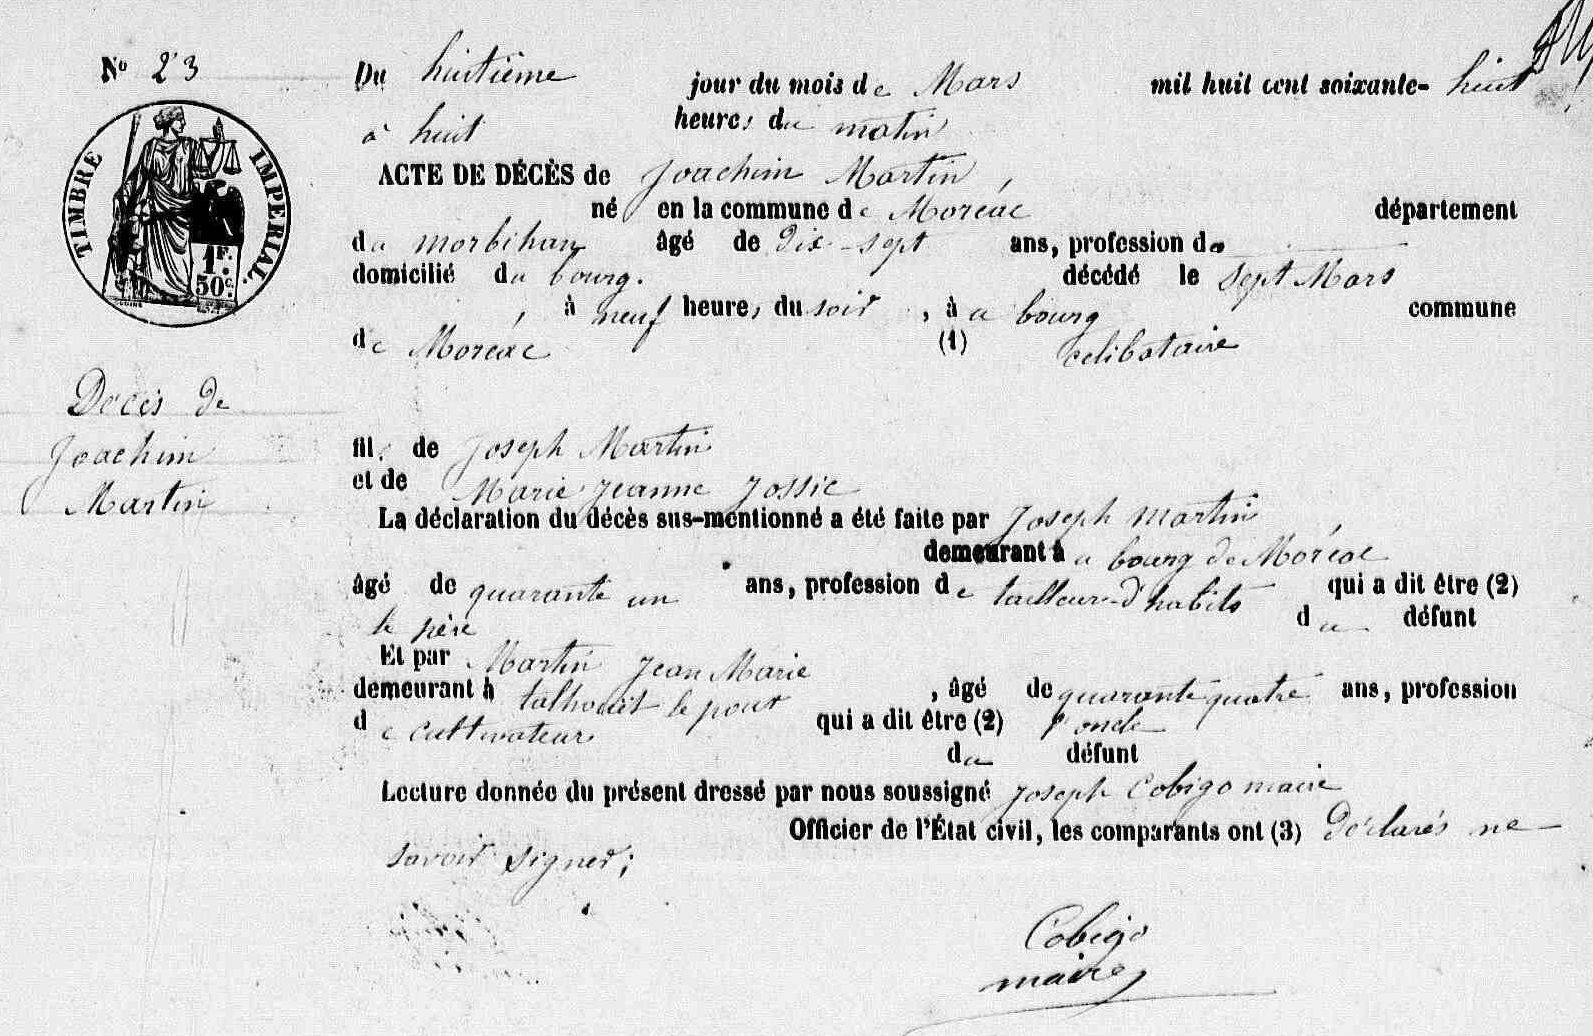 No 23
Du huitième jour du mois de Mars mil huit cent soixante-huit
à huit heures du matin
ACTE DE DÉCÈS de Joachim Martin,
né en la commune de Moréac département
du morbihan âgé de dix-sept ans, profession de
domicilié du bourg. décédé le Sept Mars
, à neuf heures du soir, à u bourg commune
de Moréac (1) celibataire
TIMBRE IMPERIAL.
1F.
50c.
Décès de
Joachim
Martin
fils de Joseph Martin
et de Marie Jeanne Jossic
La déclaration du décès sus-mentionné a été faite par Joseph Martin,
demeurant à u bourg de Moréac
âgé de quarante un ans, profession de tailleur-d'habits qui a dit être (2)
le père du défunt
Et par Martin Jean Marie
demeurant à talhouët le pour, âgé de quarante quatre ans, profession
de cultivateur qui a dit être (2) l'oncle
du défunt
Lecture donnée du présent dressé par nous soussigné Joseph Cobigo maire
Officier de l'État civil, les comparants ont (3) déclarés ne
savoir signer;
Cobigo
maire